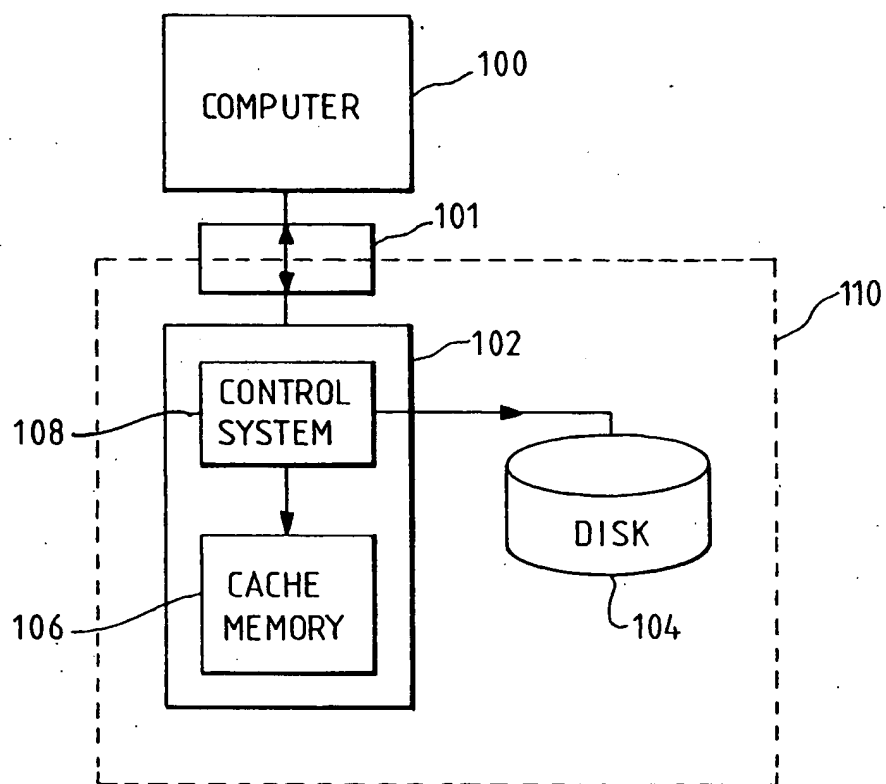 100
COMPUTER
101
110
102
CONTROL
SYSTEM
108
DISK
CACHE
MEMORY
106
104